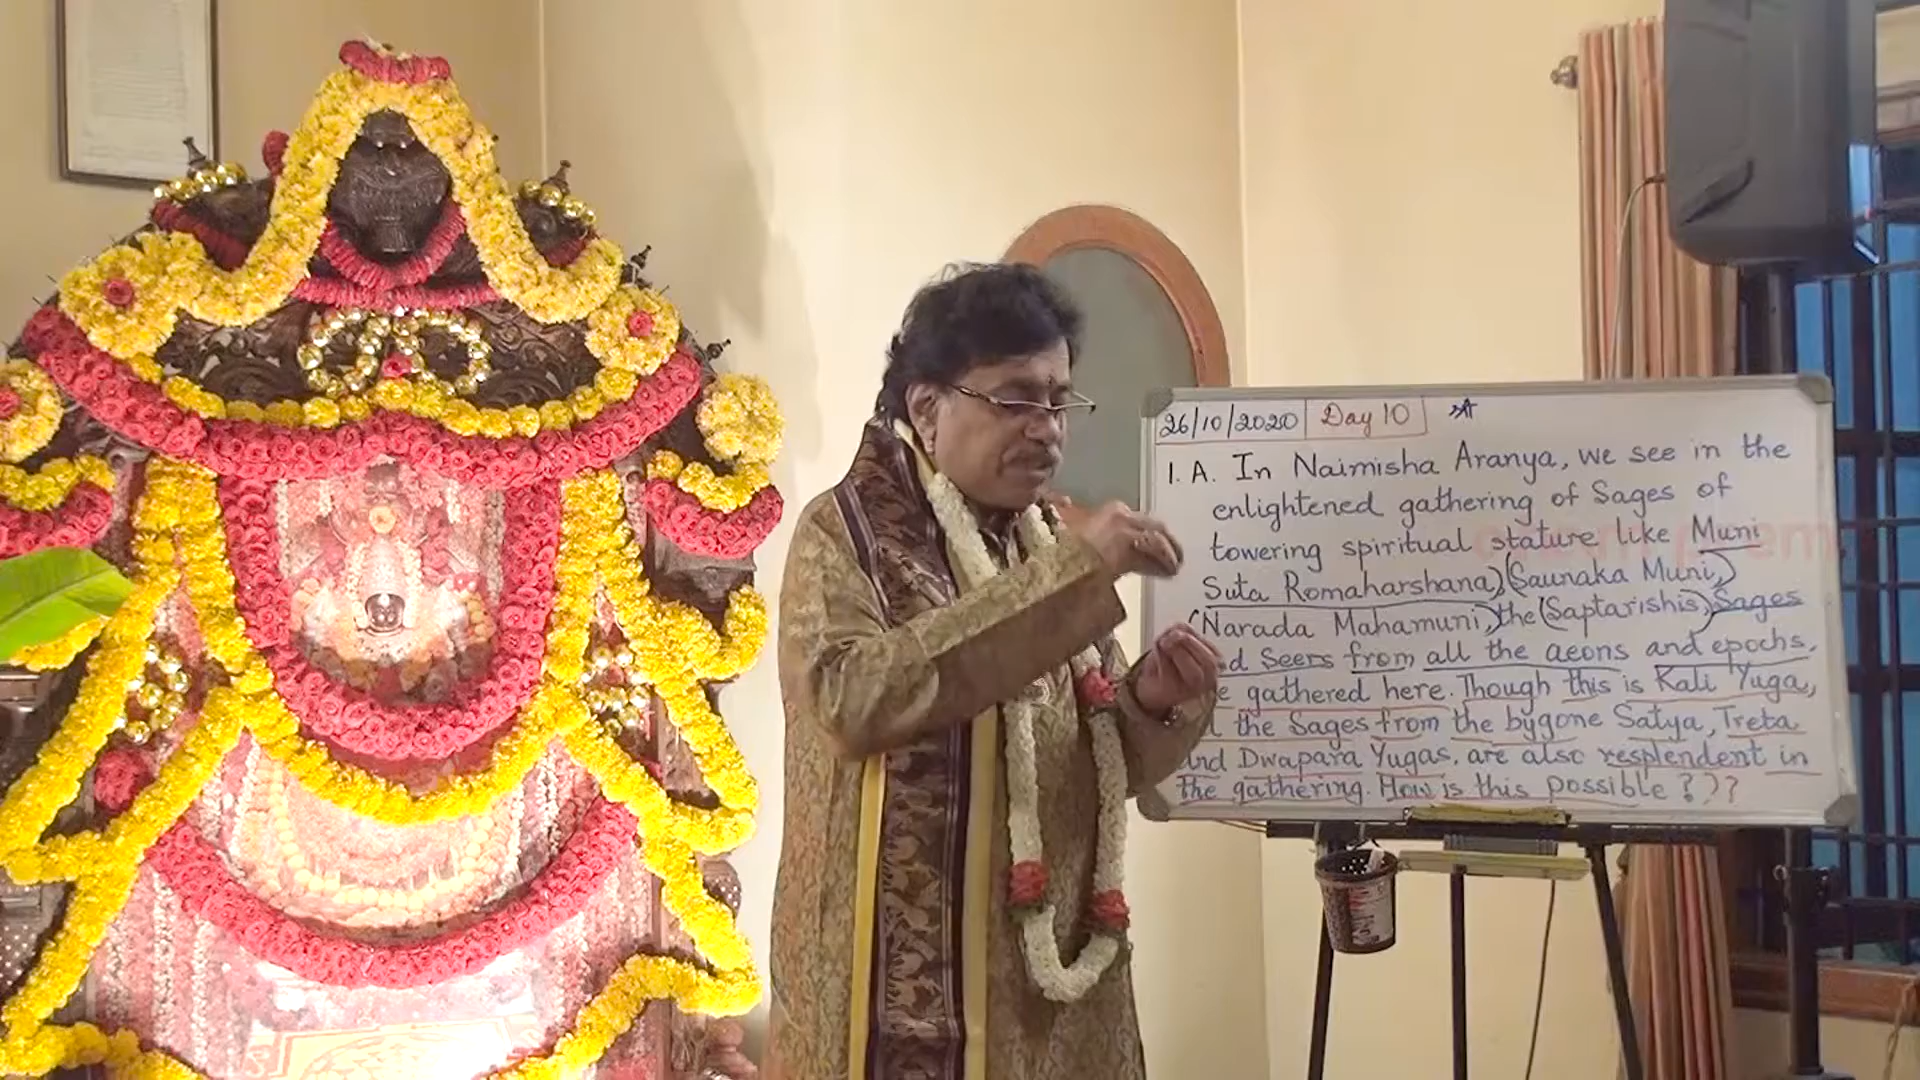 26/10/2020 Day 10 श्री
1. A. In Naimisha Aranya, we see in the
enlightened gathering of Sages of
towering spiritual stature like Muni
Suta Romaharshana,) (Saunaka Muni,)
(Narada Mahamuni,) the (Saptarishis,) Sages
d Seers from all the aeons and epochs,
e gathered here. Though this is Kali Yuga,
the Sages from the bygone Satya, Treta
and Dwapara Yugas, are also resplendent in
the gathering. How is this possible ???